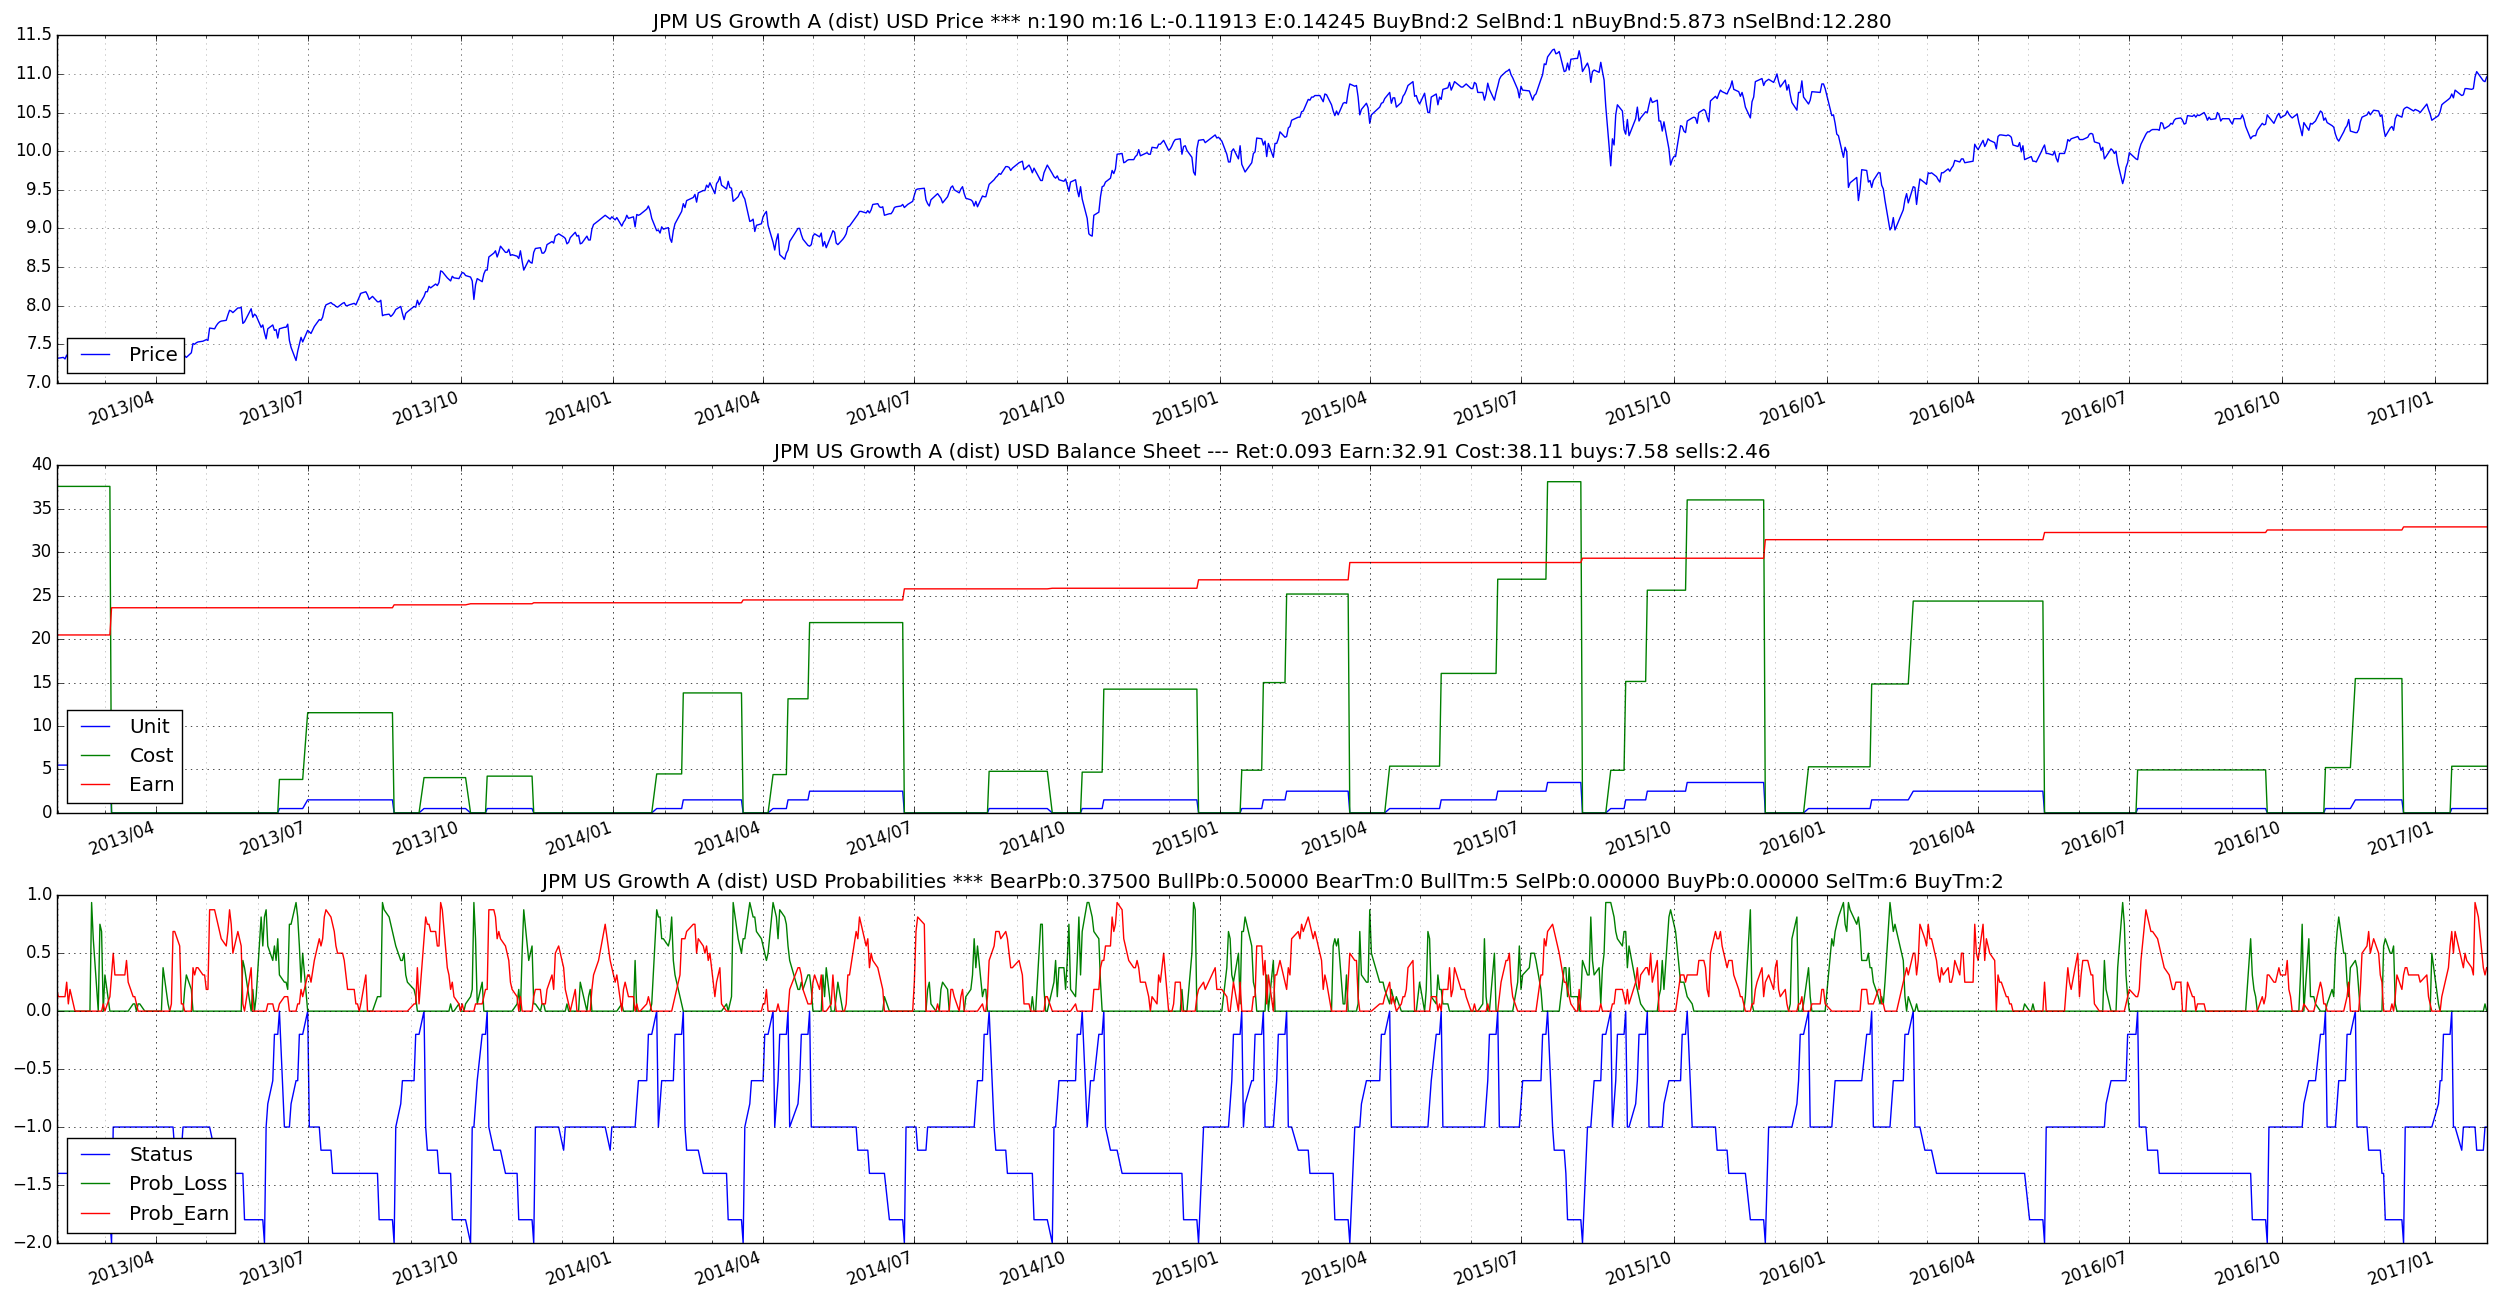 JPM US Growth A (dist) USD Price *** n:190 m:16 L:-0.11913 E:0.14245 BuyBnd:2 SelBnd:1 nBuyBnd:5.873 nSelBnd:12.280
11.5
11.0
10.5
10.0
9.5
9.0
8.5
8.0
7.5
7.0
Price
2013/04 2013/07 2013/10 2014/01 2014/04 2014/07 2014/10 2015/01 2015/04 2015/07 2015/10 2016/01 2016/04 2016/07 2016/10 2017/01
JPM US Growth A (dist) USD Balance Sheet --- Ret:0.093 Earn:32.91 Cost:38.11 buys:7.58 sells:2.46
40
35
30
25
20
15
10
5
0
Unit
Cost
Earn
2013/04 2013/07 2013/10 2014/01 2014/04 2014/07 2014/10 2015/01 2015/04 2015/07 2015/10 2016/01 2016/04 2016/07 2016/10 2017/01
JPM US Growth A (dist) USD Probabilities *** BearPb:0.37500 BullPb:0.50000 BearTm:0 BullTm:5 SelPb:0.00000 BuyPb:0.00000 SelTm:6 BuyTm:2
1.0
0.5
0.0
−0.5
−1.0
−1.5
−2.0
Status
Prob_Loss
Prob_Earn
2013/04 2013/07 2013/10 2014/01 2014/04 2014/07 2014/10 2015/01 2015/04 2015/07 2015/10 2016/01 2016/04 2016/07 2016/10 2017/01